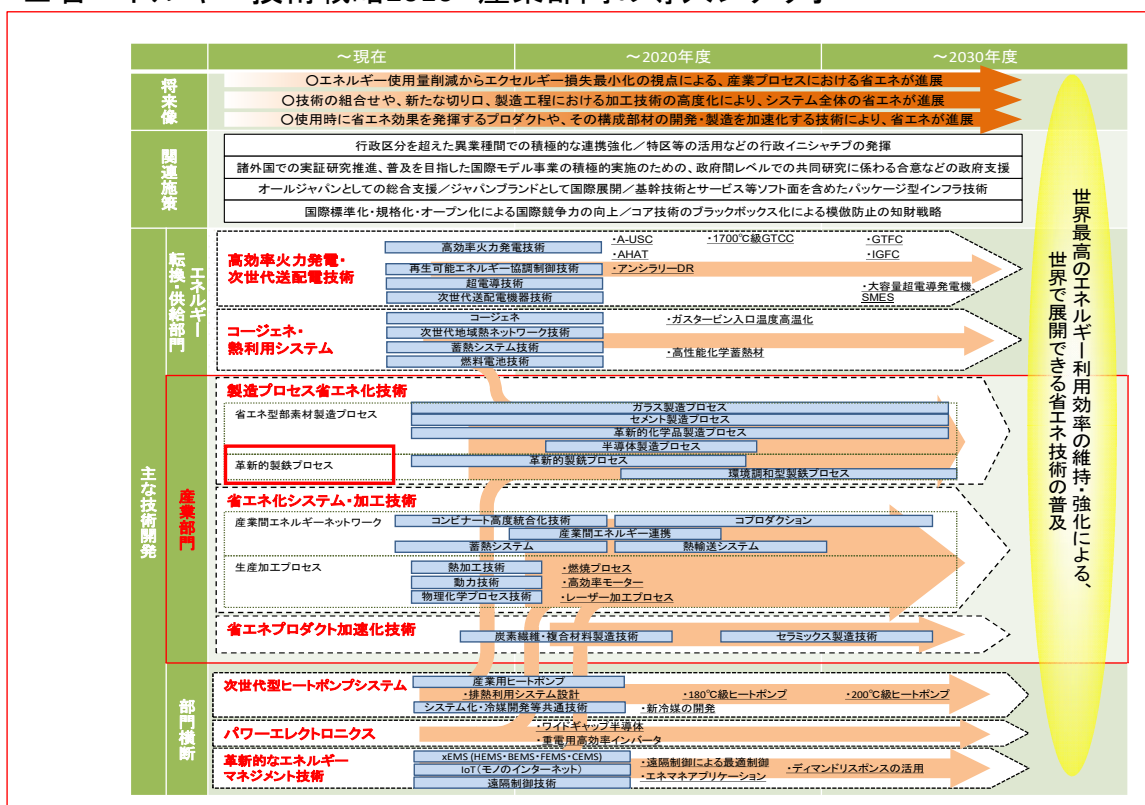 ～現在
～2020年度
～2030年度
将来像
○エネルギー使用量削減からエクセルギー損失最小化の視点による、産業プロセスにおける省エネが進展
○技術の組合せや、新たな切り口、製造工程における加工技術の高度化により、システム全体の省エネが進展
○使用時に省エネ効果を発揮するプロダクトや、その構成部材の開発・製造を加速化する技術により、省エネが進展
関連施策
行政区分を超えた異業種間での積極的な連携強化／特区等の活用などの行政イニシャチブの発揮
諸外国での実証研究推進、普及を目指した国際モデル事業の積極的実施のための、政府間レベルでの共同研究に係わる合意などの政府支援
オールジャパンとしての総合支援／ジャパンブランドとして国際展開／基幹技術とサービス等ソフト面を含めたパッケージ型インフラ技術
国際標準化・規格化・オープン化による国際競争力の向上／コア技術のブラックボックス化による模倣防止の知財戦略
主な技術開発
エネルギー
転換・供給部門
高効率火力発電・
次世代送配電技術
高効率火力発電技術
再生可能エネルギー協調制御技術
超電導技術
次世代送配電機器技術
・A-USC
・AHAT
・アンシラリーDR
・1700℃級GTCC
・GTFC
・IGFC
・大容量超電導発電機、
SMES
コージェネ・
熱利用システム
コージェネ
次世代地域熱ネットワーク技術
蓄熱システム技術
燃料電池技術
・ガスタービン入口温度高温化
・高性能化学蓄熱材
産業部門
製造プロセス省エネ化技術
省エネ型部素材製造プロセス
ガラス製造プロセス
セメント製造プロセス
革新的化学品製造プロセス
半導体製造プロセス
革新的製鉄プロセス
革新的製鉄プロセス
環境調和型製鉄プロセス
省エネ化システム・加工技術
産業間エネルギーネットワーク
コンビナート高度統合化技術
コプロダクション
産業間エネルギー連携
蓄熱システム
熱輸送システム
生産加工プロセス
熱加工技術
動力技術
物理化学プロセス技術
・燃焼プロセス
・高効率モーター
・レーザー加工プロセス
省エネプロダクト加速化技術
炭素繊維・複合材料製造技術
セラミックス製造技術
部門横断
次世代型ヒートポンプシステム
産業用ヒートポンプ
・排熱利用システム設計
システム化・冷媒開発等共通技術
・180℃級ヒートポンプ
・200℃級ヒートポンプ
・新冷媒の開発
パワーエレクトロニクス
・ワイドギャップ半導体
・重電用高効率インバータ
革新的なエネルギー
マネジメント技術
xEMS (HEMS・BEMS・FEMS・CEMS)
IoT(モノのインターネット)
遠隔制御技術
・遠隔制御による最適制御
・エネマネアプリケーション
・ディマンドリスポンスの活用
世界最高のエネルギー利用効率の維持・強化による、
世界で展開できる省エネ技術の普及